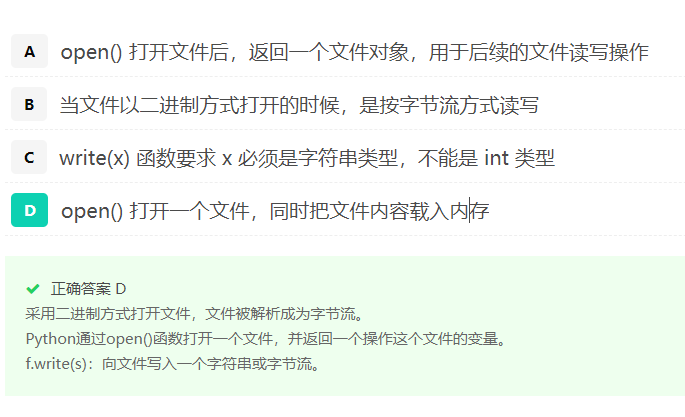 A open() 打开文件后，返回一个文件对象，用于后续的文件读写操作
B 当文件以二进制方式打开的时候，是按字节流方式读写
C write(x) 函数要求 x 必须是字符串类型，不能是 int 类型
D open() 打开一个文件，同时把文件内容载入内存
正确答案 D
采用二进制方式打开文件，文件被解析成为字节流。
Python通过open()函数打开一个文件，并返回一个操作这个文件的变量。
f.write(s)：向文件写入一个字符串或字节流。